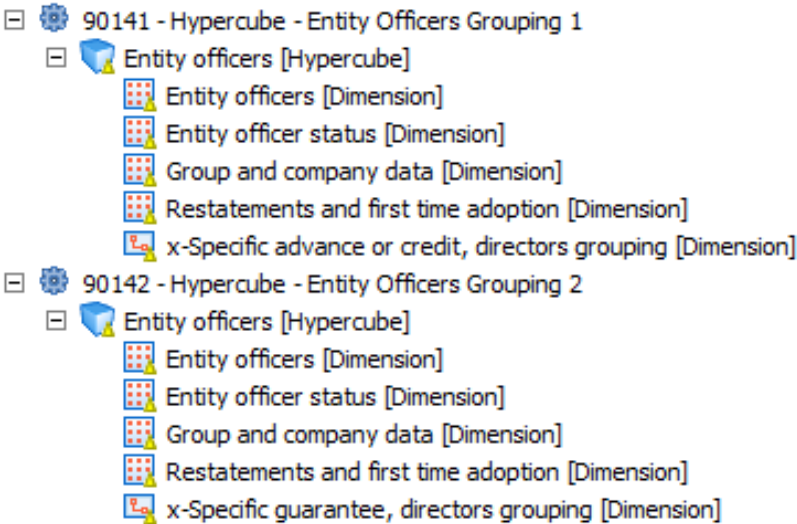 90141 - Hypercube - Entity Officers Grouping 1
Entity officers [Hypercube]
Entity officers [Dimension]
Entity officer status [Dimension]
Group and company data [Dimension]
Restatements and first time adoption [Dimension]
x-Specific advance or credit, directors grouping [Dimension]
90142 - Hypercube - Entity Officers Grouping 2
Entity officers [Hypercube]
Entity officers [Dimension]
Entity officer status [Dimension]
Group and company data [Dimension]
Restatements and first time adoption [Dimension]
x-Specific guarantee, directors grouping [Dimension]